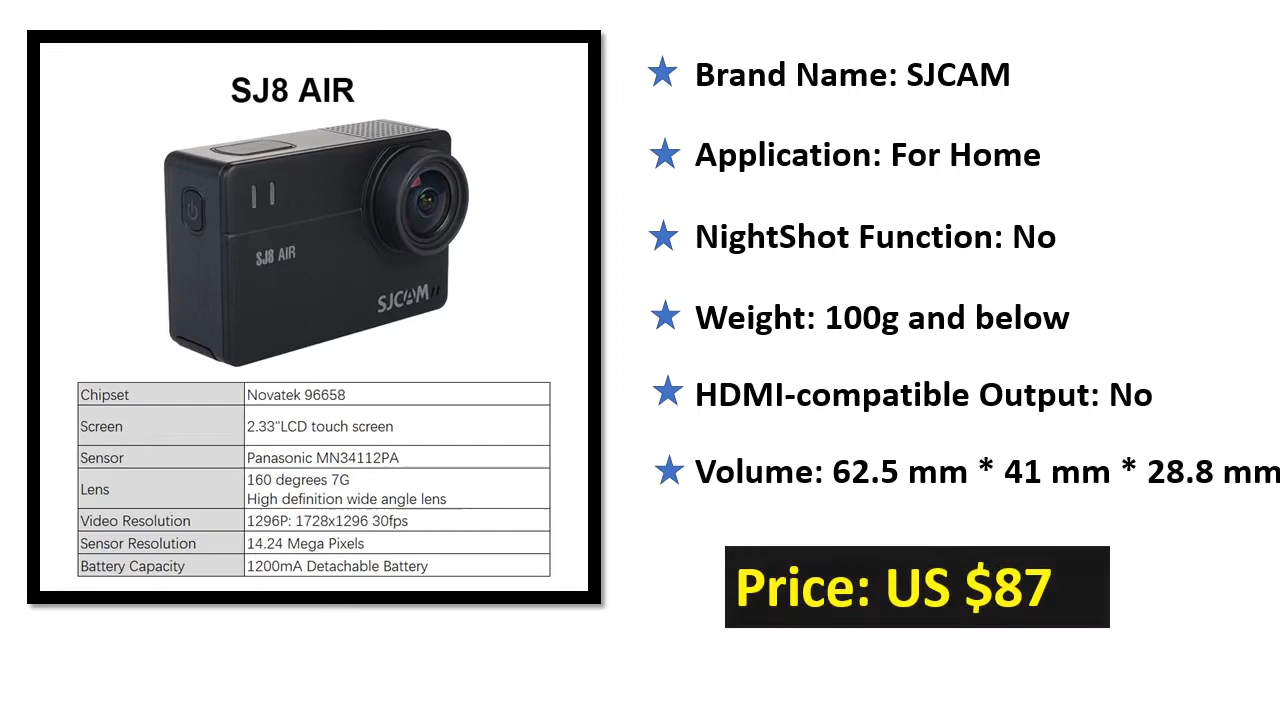 SJ8 AIR
SJ8 AIR
SJCAM
Chipset Novatek 96658
Screen 2.33"LCD touch screen
Sensor Panasonic MN34112PA
Lens 160 degrees 7G
High definition wide angle lens
Video Resolution 1296P: 1728x1296 30fps
Sensor Resolution 14.24 Mega Pixels
Battery Capacity 1200mA Detachable Battery
Brand Name: SJCAM
Application: For Home
NightShot Function: No
Weight: 100g and below
HDMI-compatible Output: No
Volume: 62.5 mm * 41 mm * 28.8 mm
Price: US $87